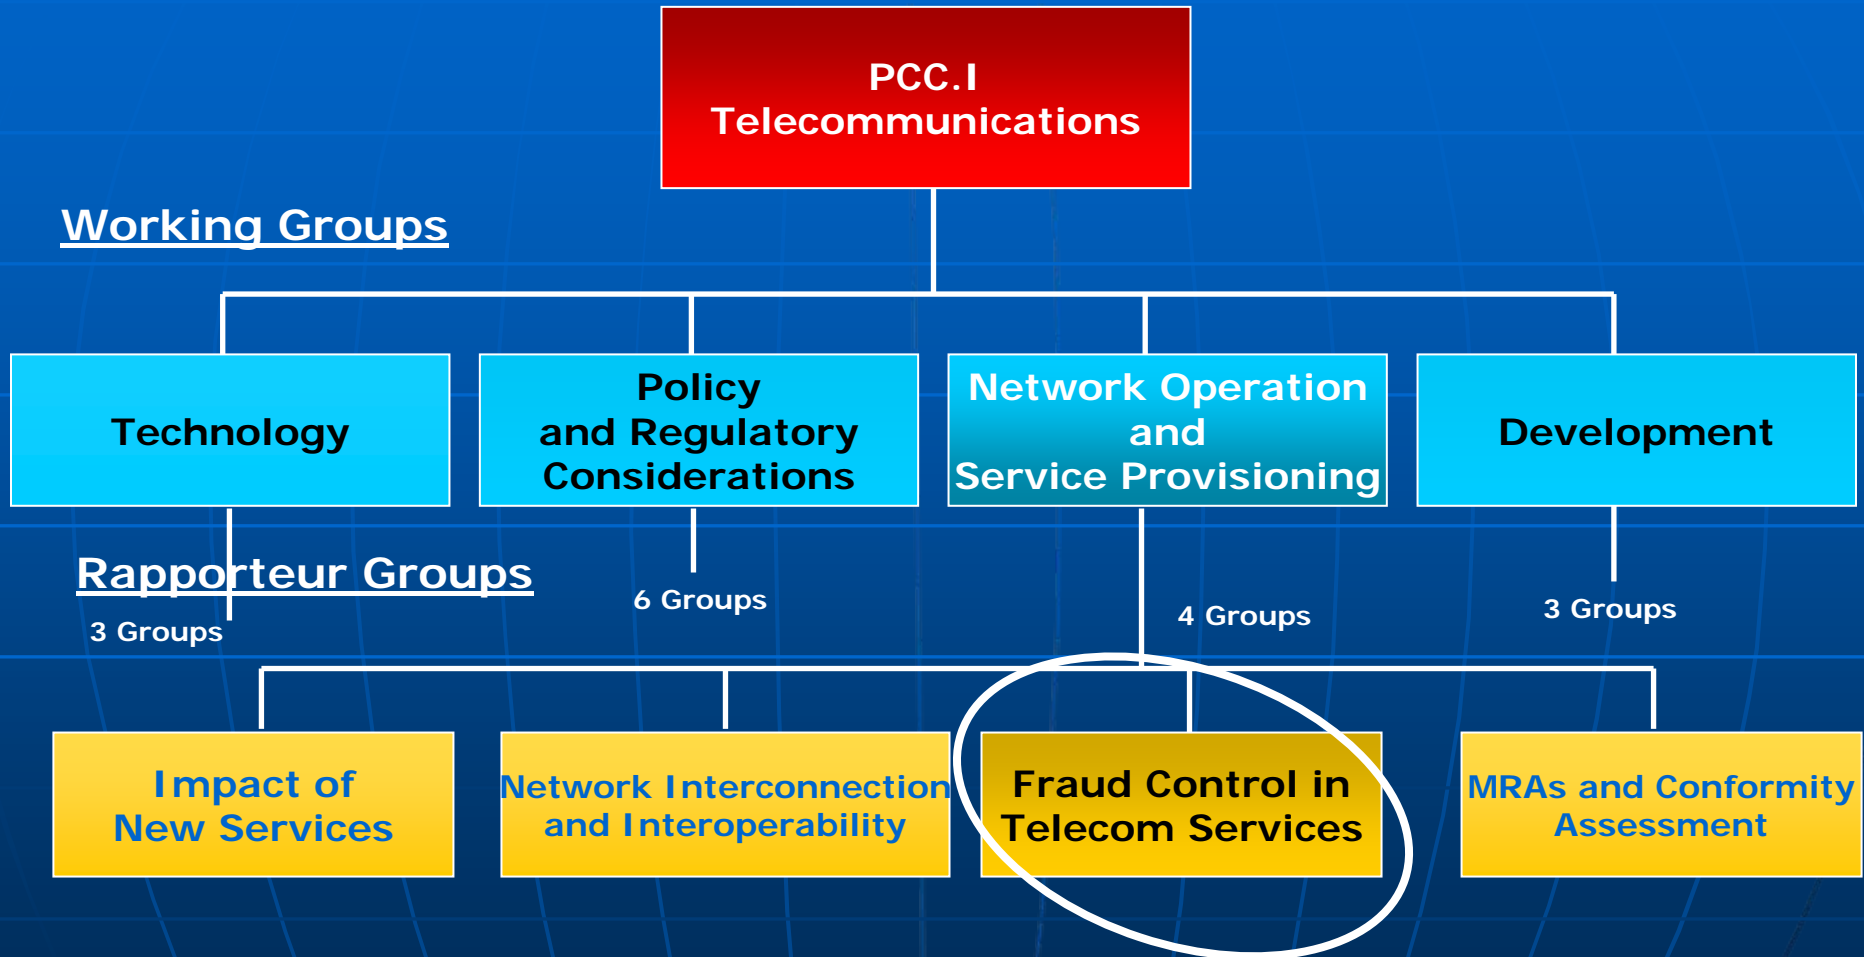 PCC.I
Telecommunications
Working Groups
Technology
Policy
and Regulatory
Considerations
Network Operation
and
Service Provisioning
Development
Rapporteur Groups
3 Groups
6 Groups
4 Groups
3 Groups
Impact of
New Services
Network Interconnection
and Interoperability
Fraud Control in
Telecom Services
MRAs and Conformity
Assessment